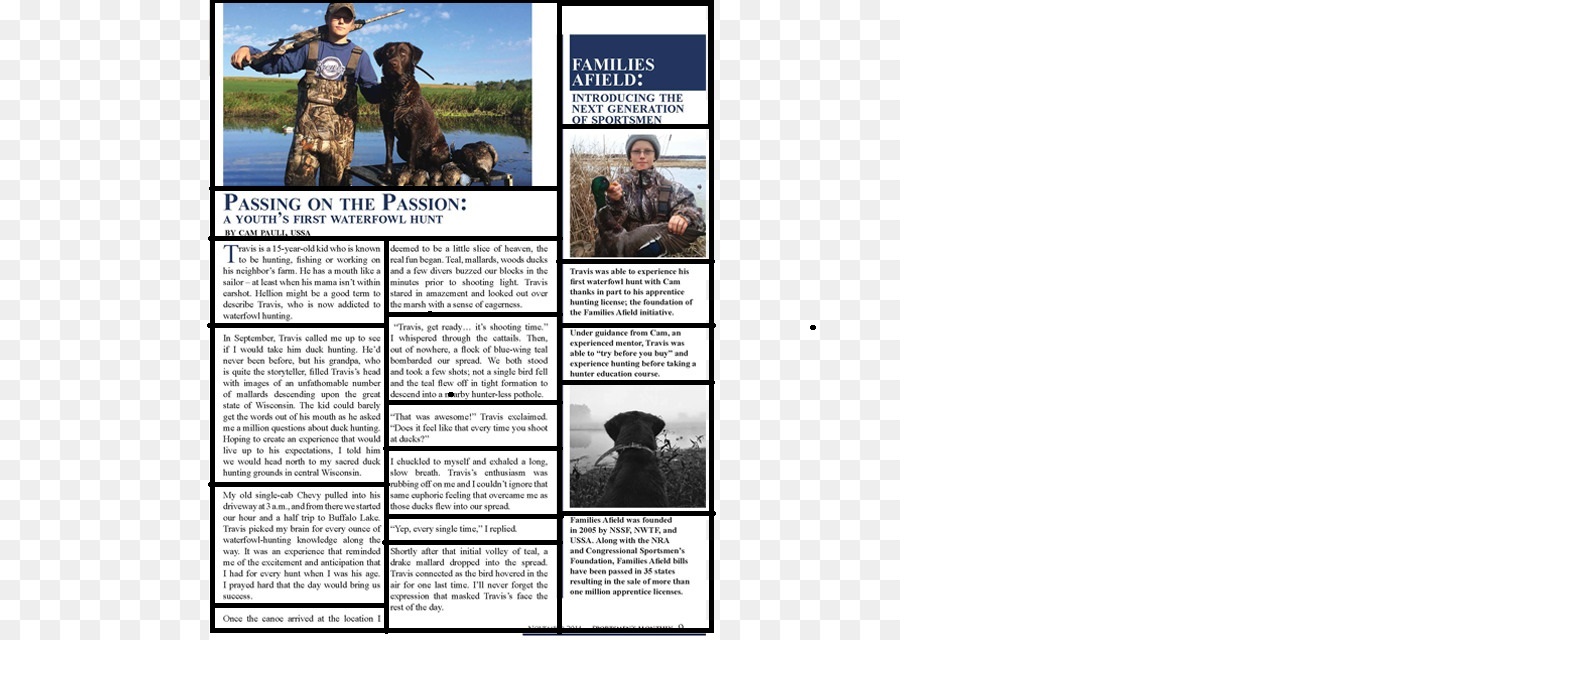 PASSING ON THE PASSION:
A YOUTH'S FIRST WATERFOWL HUNT
BY CAM PAULI, USSA
Travis is a 15-year-old kid who is known
to be hunting, fishing or working on
his neighbor's farm. He has a mouth like a
sailor – at least when his mama isn't within
earshot. Hellion might be a good term to
describe Travis, who is now addicted to
waterfowl hunting.
In September, Travis called me up to see
if I would take him duck hunting. He'd
never been before, but his grandpa, who
is quite the storyteller, filled Travis's head
with images of an unfathomable number
of mallards descending upon the great
state of Wisconsin. The kid could barely
get the words out of his mouth as he asked
me a million questions about duck hunting.
Hoping to create an experience that would
live up to his expectations, I told him
we would head north to my sacred duck
hunting grounds in central Wisconsin.
My old single-cab Chevy pulled into his
driveway at 3 a.m., and from there we started
our hour and a half trip to Buffalo Lake.
Travis picked my brain for every ounce of
waterfowl-hunting knowledge along the
way. It was an experience that reminded
me of the excitement and anticipation that
I had for every hunt when I was his age.
I prayed hard that the day would bring us
success.
Once the canoe arrived at the location I
deemed to be a little slice of heaven, the
real fun began. Teal, mallards, woods ducks
and a few divers buzzed our blocks in the
minutes prior to shooting light. Travis
stared in amazement and looked out over
the marsh with a sense of eagerness.
"Travis, get ready… it's shooting time."
I whispered through the cattails. Then,
out of nowhere, a flock of blue-wing teal
bombarded our spread. We both stood
and took a few shots; not a single bird fell
and the teal flew off in tight formation to
descend into a nearby hunter-less pothole.
"That was awesome!" Travis exclaimed.
"Does it feel like that every time you shoot
at ducks?"
I chuckled to myself and exhaled a long,
slow breath. Travis's enthusiasm was
rubbing off on me and I couldn't ignore that
same euphoric feeling that overcame me as
those ducks flew into our spread.
"Yep, every single time," I replied.
Shortly after that initial volley of teal, a
drake mallard dropped into the spread.
Travis connected as the bird hovered in the
air for one last time. I'll never forget the
expression that masked Travis's face the
rest of the day.
FAMILIES
AFIELD:
INTRODUCING THE
NEXT GENERATION
OF SPORTSMEN
Travis was able to experience his
first waterfowl hunt with Cam
thanks in part to his apprentice
hunting license; the foundation of
the Families Afield initiative.
Under guidance from Cam, an
experienced mentor, Travis was
able to "try before you buy" and
experience hunting before taking a
hunter education course.
Families Afield was founded
in 2005 by NSSF, NWTF, and
USSA. Along with the NRA
and Congressional Sportsmen's
Foundation, Families Afield bills
have been passed in 35 states
resulting in the sale of more than
one million apprentice licenses.